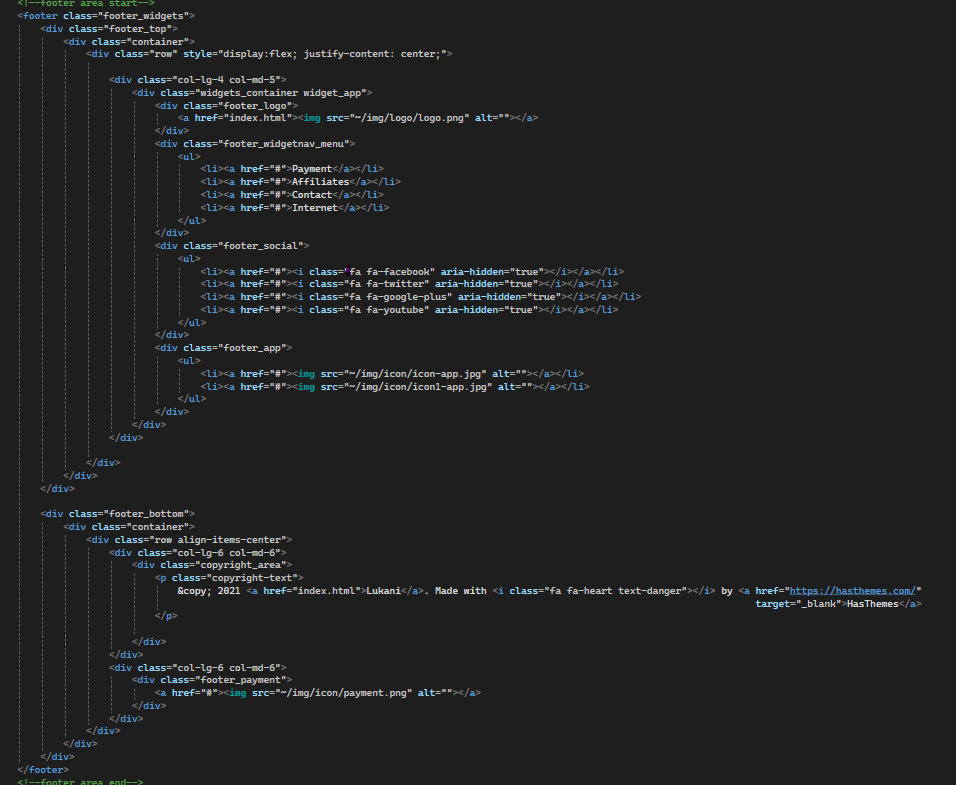 <!--footer area start-->
<footer class="footer_widgets">
<div class="footer_top">
<div class="container">
<div class="row" style="display:flex; justify-content: center;">
<div class="col-lg-4 col-md-5">
<div class="widgets_container widget_app">
<div class="footer_logo">
<a href="index.html"><img src="~/img/logo/logo.png" alt=""></a>
</div>
<div class="footer_widgetnav_menu">
<ul>
<li><a href="#">Payment</a></li>
<li><a href="#">Affiliates</a></li>
<li><a href="#">Contact</a></li>
<li><a href="#">Internet</a></li>
</ul>
</div>
<div class="footer_social">
<ul>
<li><a href="#"><i class="fa fa-facebook" aria-hidden="true"></i></a></li>
<li><a href="#"><i class="fa fa-twitter" aria-hidden="true"></i></a></li>
<li><a href="#"><i class="fa fa-google-plus" aria-hidden="true"></i></a></li>
<li><a href="#"><i class="fa fa-youtube" aria-hidden="true"></i></a></li>
</ul>
</div>
<div class="footer_app">
<ul>
<li><a href="#"><img src="~/img/icon/icon-app.jpg" alt=""></a></li>
<li><a href="#"><img src="~/img/icon/icon1-app.jpg" alt=""></a></li>
</ul>
</div>
</div>
</div>
</div>
</div>
</div>
<div class="footer_bottom">
<div class="container">
<div class="row align-items-center">
<div class="col-lg-6 col-md-6">
<div class="copyright_area">
<p class="copyright-text">
&copy; 2021 <a href="index.html">Lukani</a>. Made with <i class="fa fa-heart text-danger"></i> by <a href="https://hasthemes.com/"
target="_blank">HasThemes</a>
</p>
</div>
</div>
<div class="col-lg-6 col-md-6">
<div class="footer_payment">
<a href="#"><img src="~/img/icon/payment.png" alt=""></a>
</div>
</div>
</div>
</div>
</div>
</footer>
<!--footer area end-->